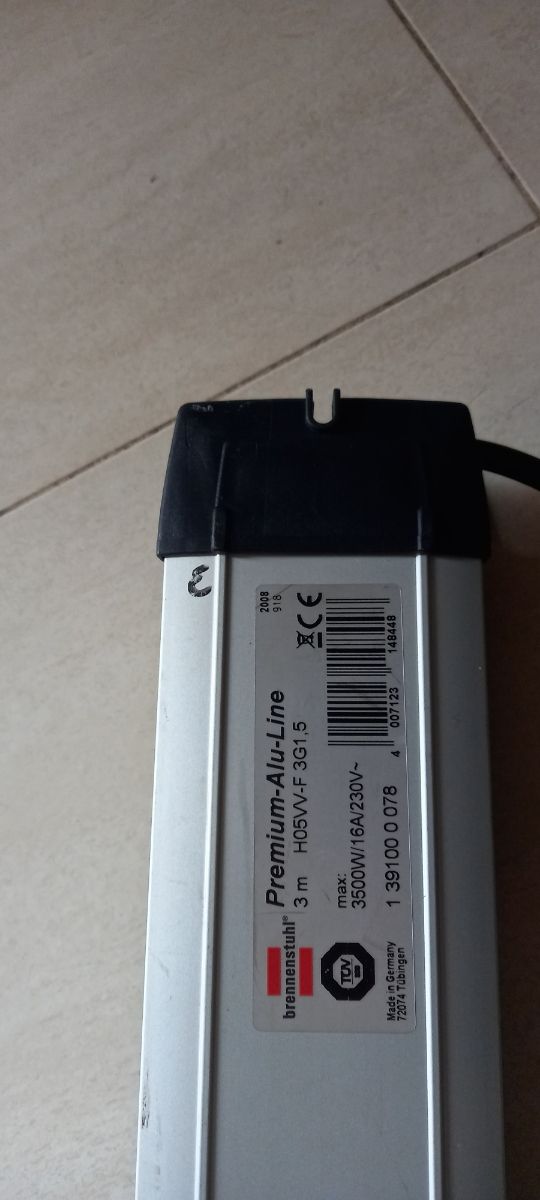 brennenstuhl®
Premium-Alu-Line
3 m H05VV-F 3G1,5
max:
3500W/16A/230V~
1 39100 0 078
TÜV
Made in Germany
72074 Tübingen
2008
918
CE
4 007123 148448